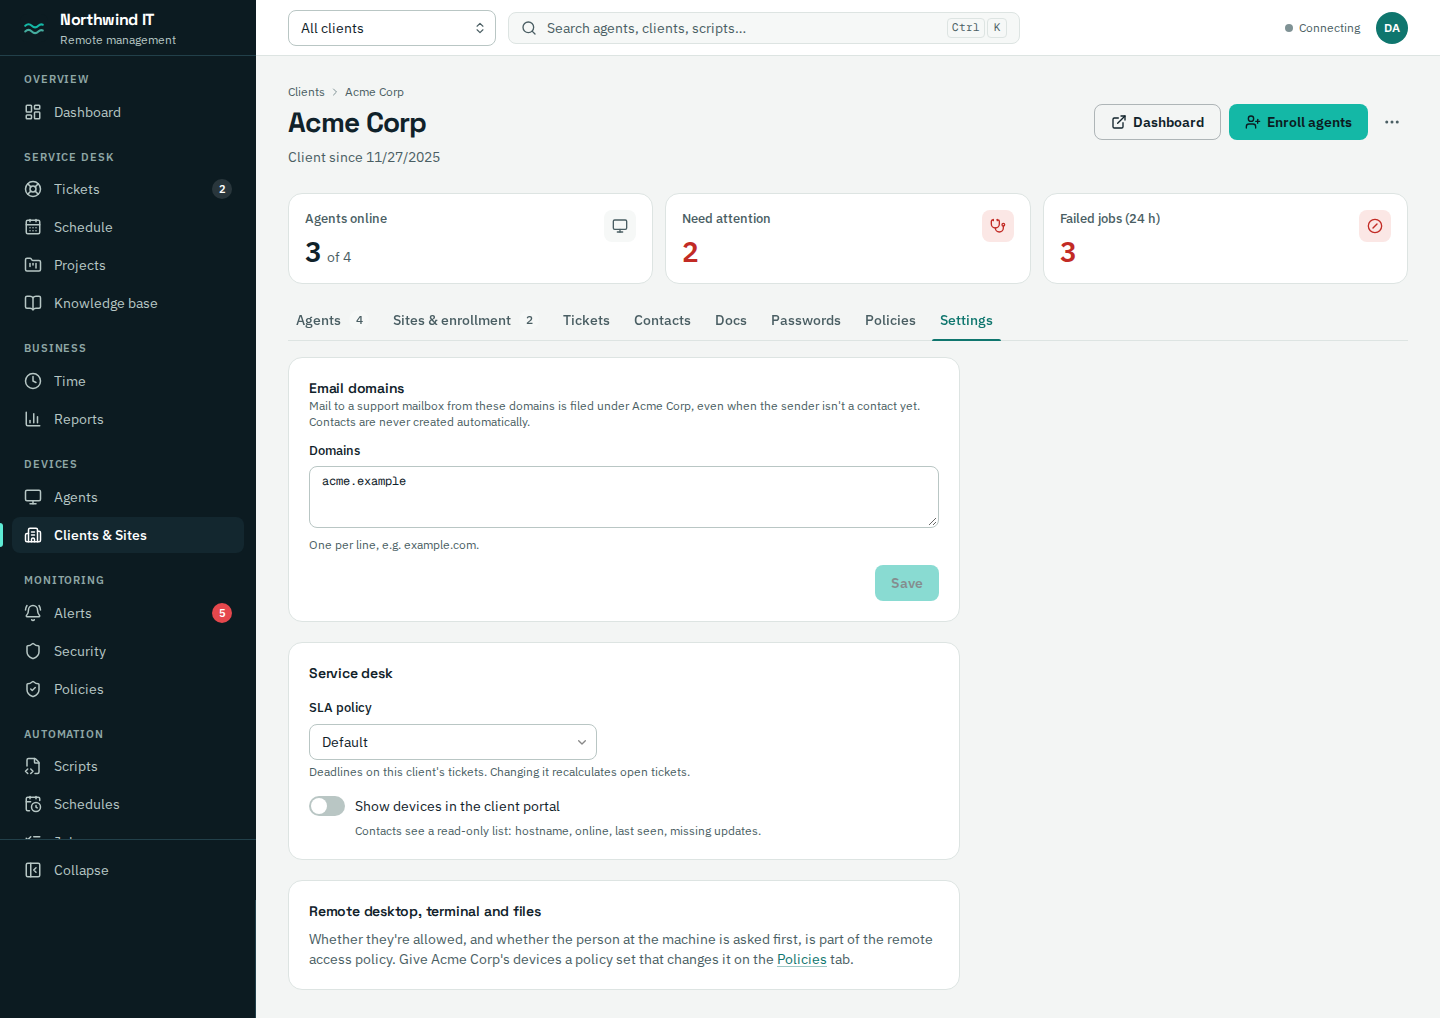 Northwind IT
Remote management
All clients
Search agents, clients, scripts...
Ctrl K
Connecting
DA
OVERVIEW
Dashboard
SERVICE DESK
Tickets 2
Schedule
Projects
Knowledge base
BUSINESS
Time
Reports
DEVICES
Agents
Clients & Sites
MONITORING
Alerts 5
Security
Policies
AUTOMATION
Scripts
Schedules
Collapse
Clients > Acme Corp
Acme Corp
Client since 11/27/2025
Dashboard
Enroll agents
Agents online
3 of 4
Need attention
2
Failed jobs (24 h)
3
Agents 4 Sites & enrollment 2 Tickets Contacts Docs Passwords Policies Settings
Email domains
Mail to a support mailbox from these domains is filed under Acme Corp, even when the sender isn't a contact yet.
Contacts are never created automatically.
Domains
acme.example
One per line, e.g. example.com.
Save
Service desk
SLA policy
Default
Deadlines on this client's tickets. Changing it recalculates open tickets.
Show devices in the client portal
Contacts see a read-only list: hostname, online, last seen, missing updates.
Remote desktop, terminal and files
Whether they're allowed, and whether the person at the machine is asked first, is part of the remote
access policy. Give Acme Corp's devices a policy set that changes it on the Policies tab.